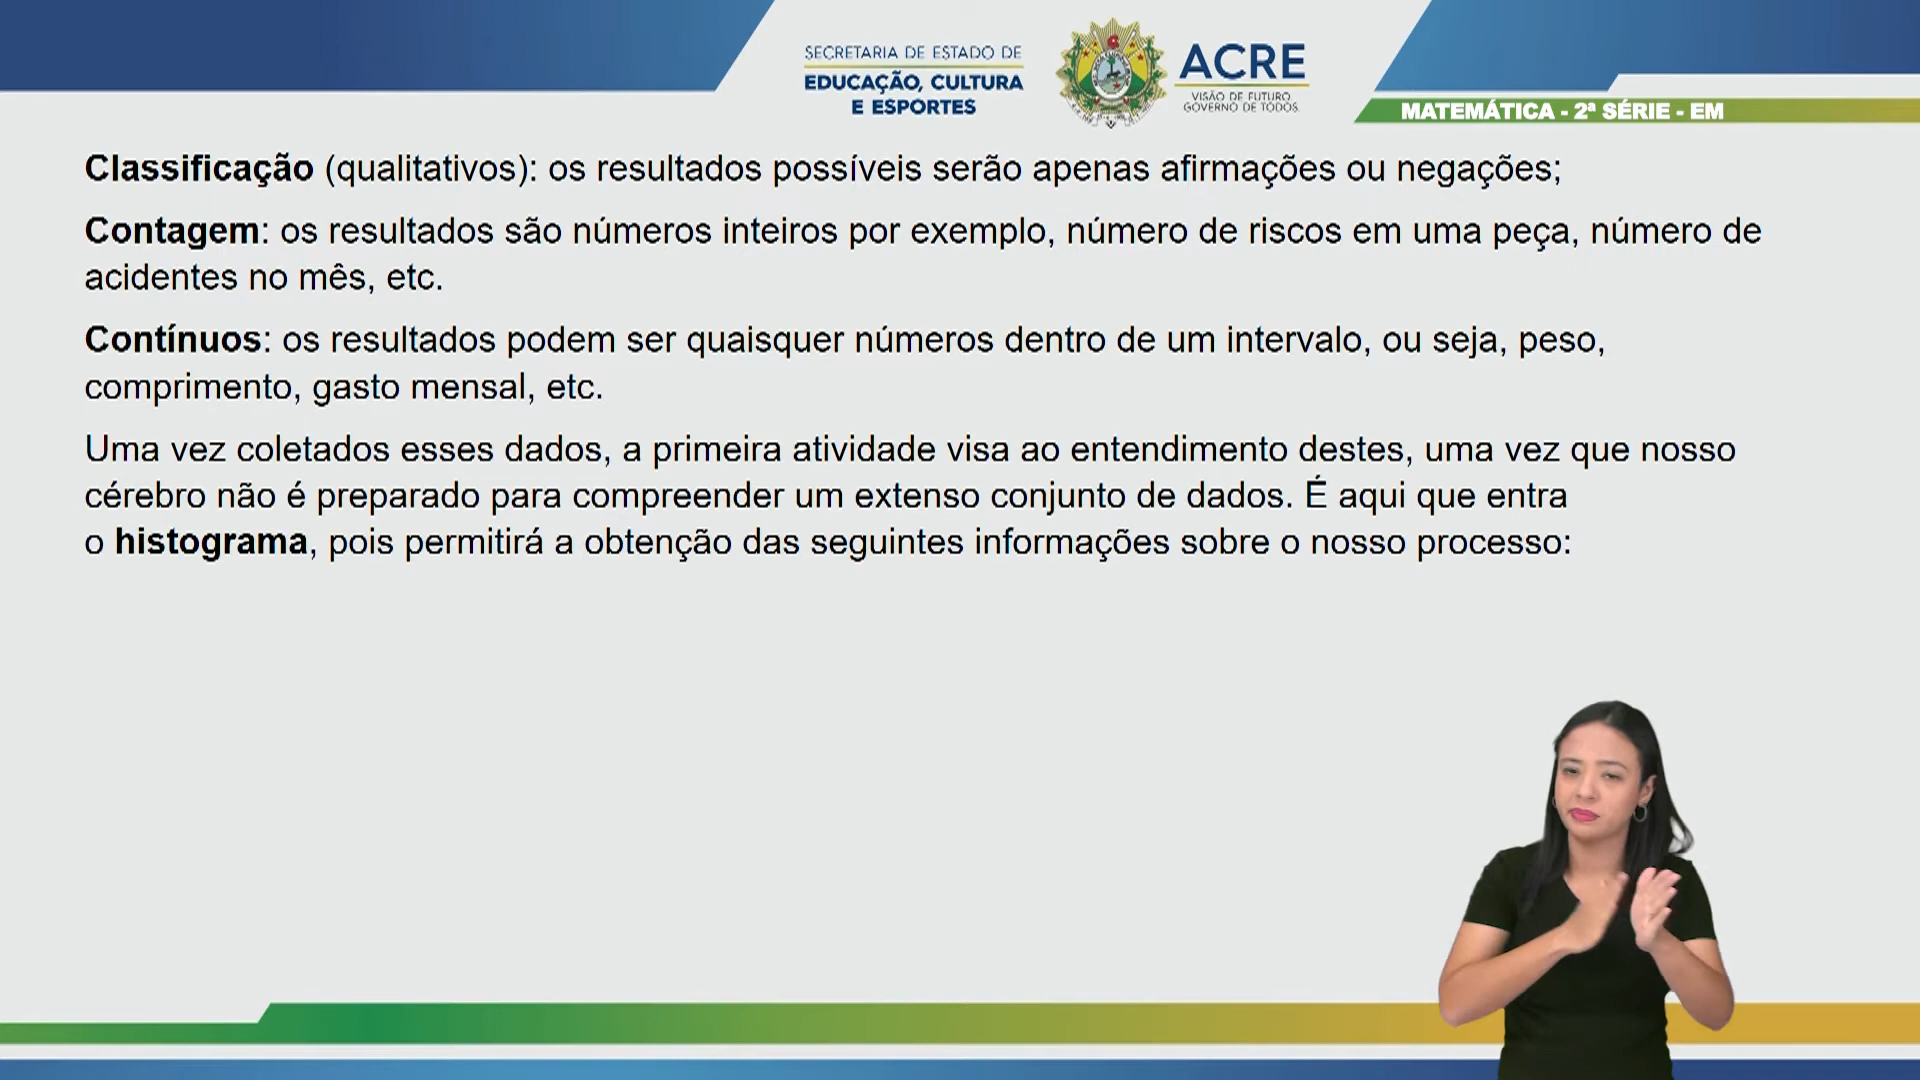 SECRETARIA DE ESTADO DE
EDUCAÇÃO, CULTURA
E ESPORTES
ACRE
VISÃO DE FUTURO.
GOVERNO DE TODOS.
MATEMÁTICA - 2ª SÉRIE - EM
Classificação (qualitativos): os resultados possíveis serão apenas afirmações ou negações;
Contagem: os resultados são números inteiros por exemplo, número de riscos em uma peça, número de
acidentes no mês, etc.
Contínuos: os resultados podem ser quaisquer números dentro de um intervalo, ou seja, peso,
comprimento, gasto mensal, etc.
Uma vez coletados esses dados, a primeira atividade visa ao entendimento destes, uma vez que nosso
cérebro não é preparado para compreender um extenso conjunto de dados. É aqui que entra
o histograma, pois permitirá a obtenção das seguintes informações sobre o nosso processo: